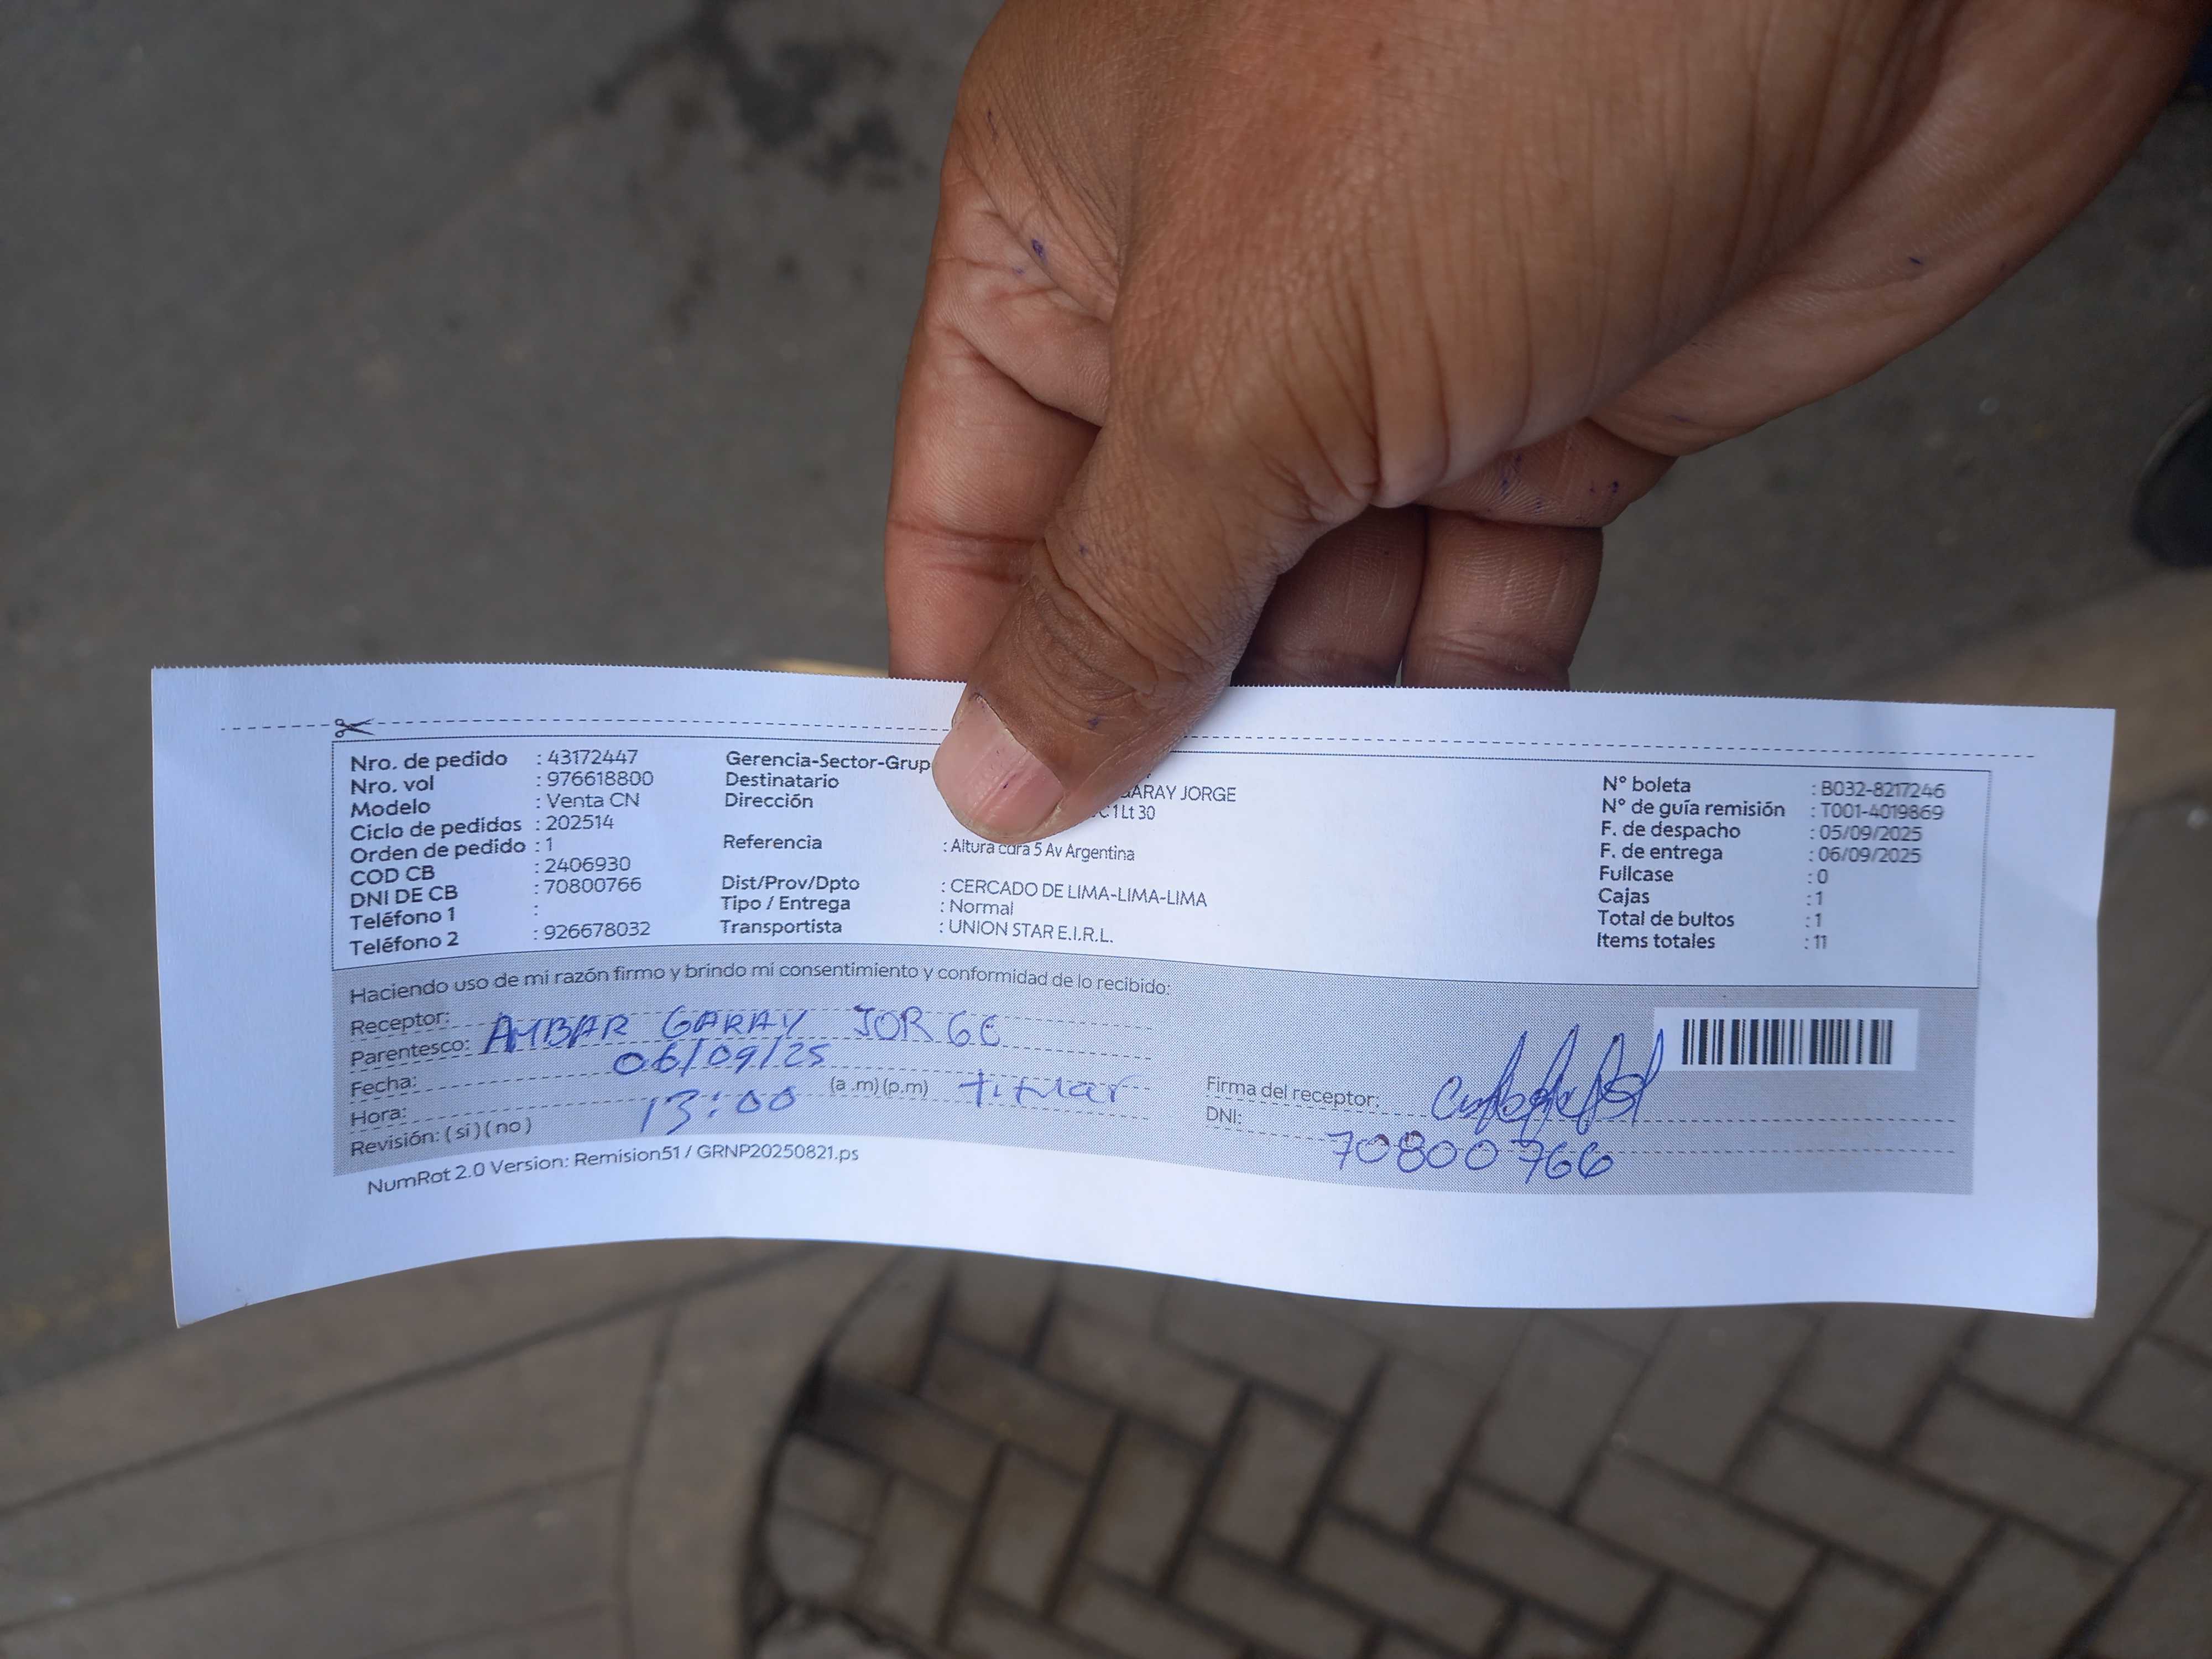 Nro. de pedido : 43172447
Nro. vol : 976618800
Modelo : Venta CN
Ciclo de pedidos : 202514
Orden de pedido : 1
COD CB : 2406930
DNI DE CB : 70800766
Teléfono 1 :
Teléfono 2 : 926678032
Gerencia-Sector-Grup
Destinatario GARAY JORGE
Dirección C1 Lt 30
Referencia : Altura cdra 5 Av Argentina
Dist/Prov/Dpto : CERCADO DE LIMA-LIMA-LIMA
Tipo / Entrega : Normal
Transportista : UNION STAR E.I.R.L.
N° boleta : B032-8217246
N° de guía remisión : T001-4019869
F. de despacho : 05/09/2025
F. de entrega : 06/09/2025
Fullcase : 0
Cajas : 1
Total de bultos : 1
Items totales : 11
Haciendo uso de mi razón firmo y brindo mi consentimiento y conformidad de lo recibido:
Receptor: AMBAR GARAY JORGE
Parentesco:
Fecha: 06/09/25
Hora: 13:00 (a .m) (p.m) titular
Revisión: ( si ) ( no )
Firma del receptor:
DNI: 70800766
NumRot 2.0 Version: Remision51 / GRNP20250821.ps